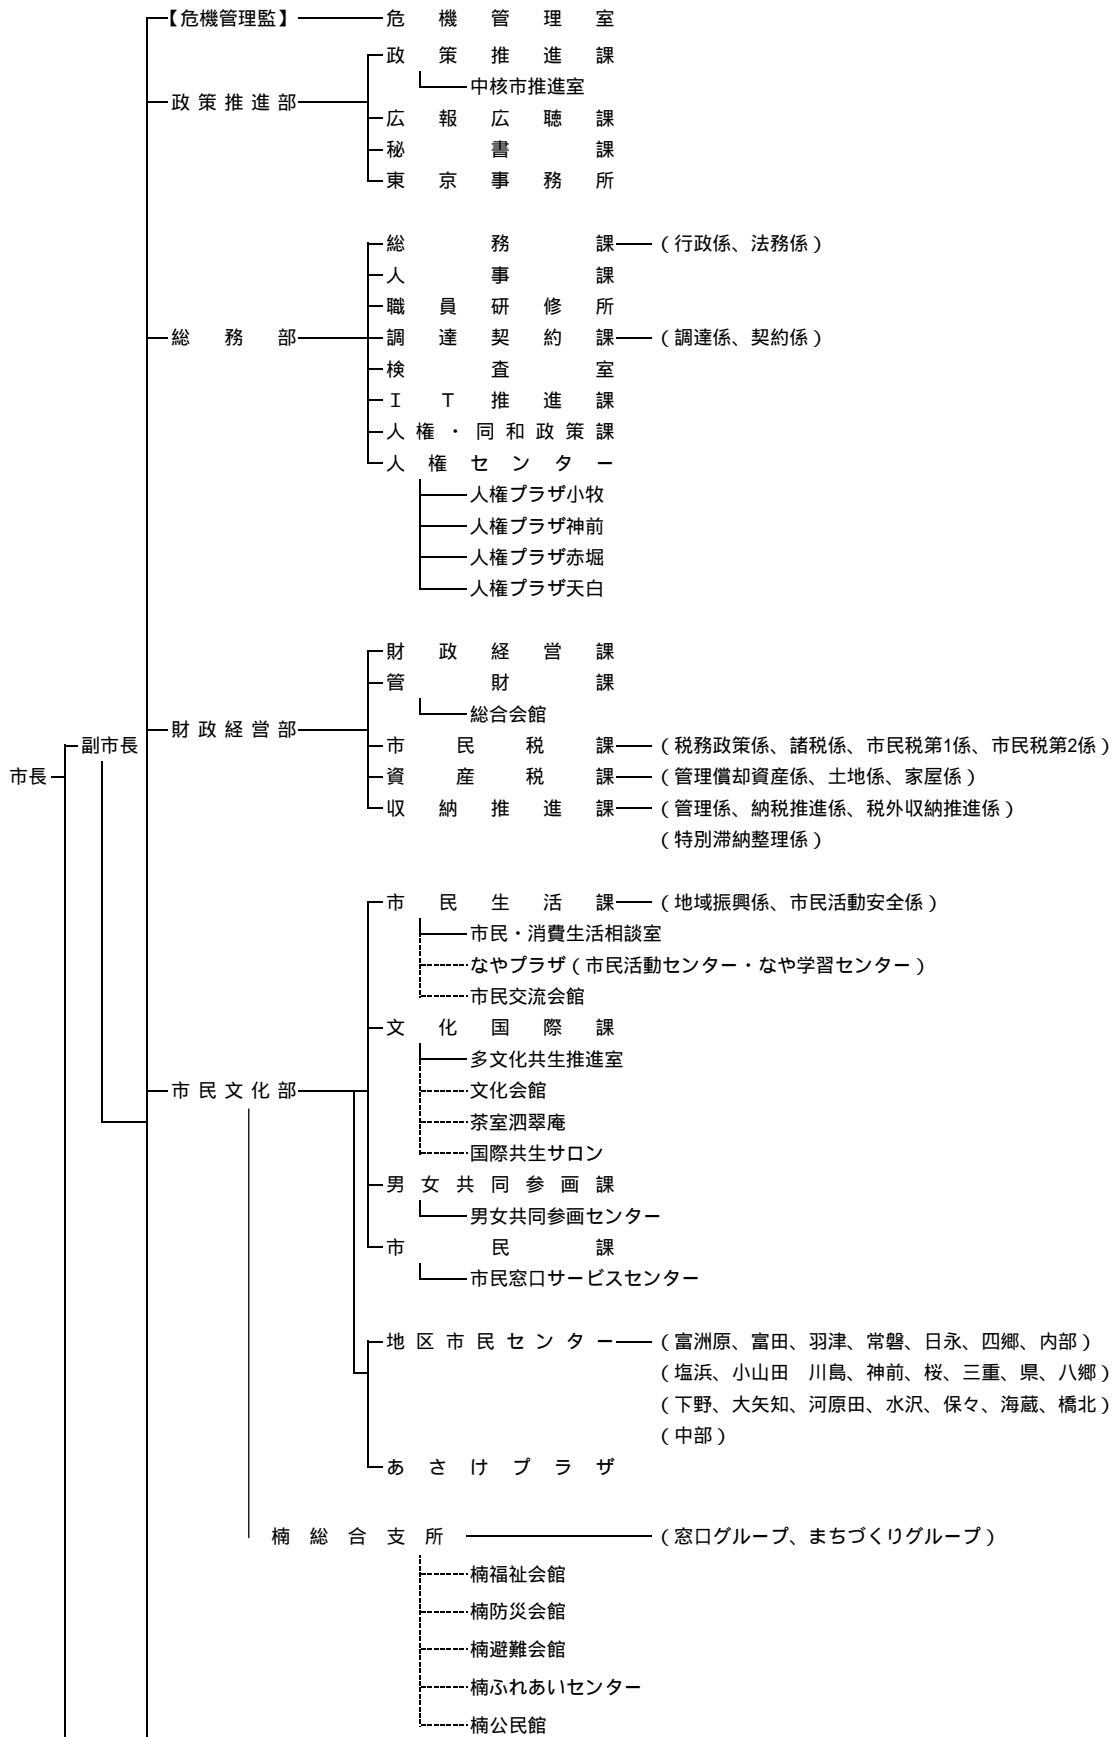 【危機管理監】 危機管理室
政策推進課
中核市推進室
政策推進部
広報広聴課
秘書課
東京事務所
総務課 (行政係、法務係)
人事課
職員研修所
総務部 調達契約課 (調達係、契約係)
検査室
IT推進課
人権・同和政策課
人権センター
人権プラザ小牧
人権プラザ神前
人権プラザ赤堀
人権プラザ天白
財政経営課
管財課
総合会館
財政経営部
副市長 市民税課 (税務政策係、諸税係、市民税第1係、市民税第2係)
市長 資産税課 (管理償却資産係、土地係、家屋係)
収納推進課 (管理係、納税推進係、税外収納推進係)
(特別滞納整理係)
市民生活課 (地域振興係、市民活動安全係)
市民・消費生活相談室
なやプラザ(市民活動センター・なや学習センター)
市民交流会館
文化国際課
多文化共生推進室
市民文化部 文化会館
茶室泗翠庵
国際共生サロン
男女共同参画課
男女共同参画センター
市民課
市民窓口サービスセンター
地区市民センター (富洲原、富田、羽津、常磐、日永、四郷、内部)
(塩浜、小山田 川島、神前、桜、三重、県、八郷)
(下野、大矢知、河原田、水沢、保々、海蔵、橋北)
(中部)
あさけプラザ
楠総合支所 (窓口グループ、まちづくりグループ)
楠福祉会館
楠防災会館
楠避難会館
楠ふれあいセンター
楠公民館